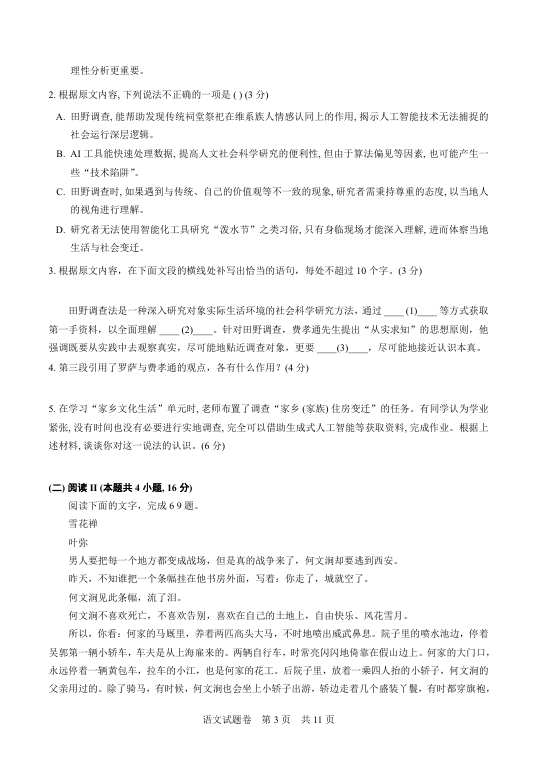 理性分析更重要。
2. 根据原文内容, 下列说法不正确的一项是 ( ) (3 分)
A. 田野调查, 能帮助发现传统祠堂祭祀在维系族人情感认同上的作用, 揭示人工智能技术无法捕捉的
社会运行深层逻辑。
B. AI 工具能快速处理数据, 提高人文社会科学研究的便利性, 但由于算法偏见等因素, 也可能产生一
些“技术陷阱”。
C. 田野调查时, 如果遇到与传统、自己的价值观等不一致的现象, 研究者需秉持尊重的态度, 以当地人
的视角进行理解。
D. 研究者无法使用智能化工具研究“泼水节”之类习俗, 只有身临现场才能深入理解, 进而体察当地
生活与社会变迁。
3. 根据原文内容，在下面文段的横线处补写出恰当的语句，每处不超过 10 个字。(3 分)
田野调查法是一种深入研究对象实际生活环境的社会科学研究方法，通过 ____ (1)____ 等方式获取
第一手资料，以全面理解 ____ (2)____。针对田野调查，费孝通先生提出“从实求知”的思想原则，他
强调既要从实践中去观察真实，尽可能地贴近调查对象，更要 ____(3)____，尽可能地接近认识本真。
4. 第三段引用了罗萨与费孝通的观点，各有什么作用？(4 分)
5. 在学习“家乡文化生活”单元时, 老师布置了调查“家乡 (家族) 住房变迁”的任务。有同学认为学业
紧张, 没有时间也没有必要进行实地调查, 完全可以借助生成式人工智能等获取资料, 完成作业。根据上
述材料, 谈谈你对这一说法的认识。(6 分)
(二) 阅读 II (本题共 4 小题, 16 分)
阅读下面的文字，完成 6 9 题。
雪花禅
叶弥
男人要把每一个地方都变成战场，但是真的战争来了，何文涧却要逃到西安。
昨天，不知谁把一个条幅挂在他书房外面，写着：你走了，城就空了。
何文涧见此条幅，流了泪。
何文涧不喜欢死亡，不喜欢告别，喜欢在自己的土地上，自由快乐、风花雪月。
所以，你看：何家的马厩里，养着两匹高头大马，不时地喷出威武鼻息。院子里的喷水池边，停着
吴郭第一辆小轿车，车夫是从上海雇来的。两辆自行车，时常亮闪闪地倚靠在假山边上。何家的大门口，
永远停着一辆黄包车，拉车的小江，也是何家的花工。后院子里，放着一乘四人抬的小轿子，何文涧的
父亲用过的。除了骑马，有时候，何文涧也会坐上小轿子出游，轿边走着几个盛装丫鬟，有时都穿旗袍，
语文试题卷 第 3 页 共 11 页